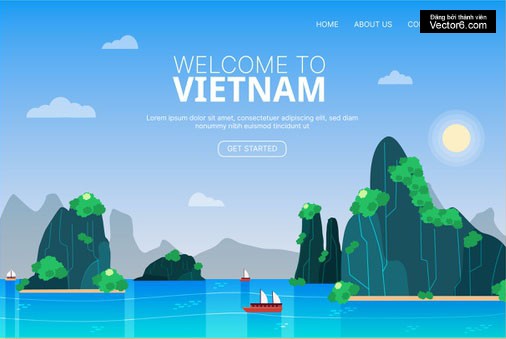 HOME ABOUT US
Đăng bởi thành viên
Vector6.com
WELCOME TO
VIETNAM
Lorem ipsum dolor sit amet, consectetuer adipiscing elit, sed diam
nonummy nibh euismod tincidunt ut
GET STARTED